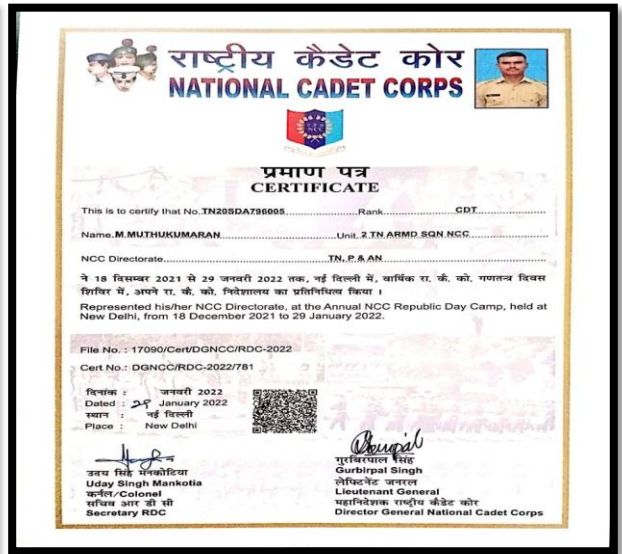 राष्ट्रीय कैडेट कोर
NATIONAL CADET CORPS
NCC
प्रमाण पत्र
CERTIFICATE
This is to certify that No. TN20SDA796005 Rank CDT
Name M.MUTHUKUMARAN Unit 2 TN ARMD SQN NCC
NCC Directorate TN, P & AN
ने 18 दिसम्बर 2021 से 29 जनवरी 2022 तक, नई दिल्ली में, वार्षिक रा. कै. को. गणतन्त्र दिवस
शिविर में, अपने रा. कै. को. निदेशालय का प्रतिनिधित्व किया ।
Represented his/her NCC Directorate, at the Annual NCC Republic Day Camp, held at
New Delhi, from 18 December 2021 to 29 January 2022.
File No. : 17090/Cert/DGNCC/RDC-2022
Cert No.: DGNCC/RDC-2022/781
दिनांक : जनवरी 2022
Dated : 29 January 2022
स्थान : नई दिल्ली
Place : New Delhi
उदय सिंह मनकोटिया
Uday Singh Mankotia
कर्नल/Colonel
सचिव आर डी सी
Secretary RDC
गुरबिरपाल सिंह
Gurbirpal Singh
लेफ्टिनेंट जनरल
Lieutenant General
महानिदेशक राष्ट्रीय कैडेट कोर
Director General National Cadet Corps